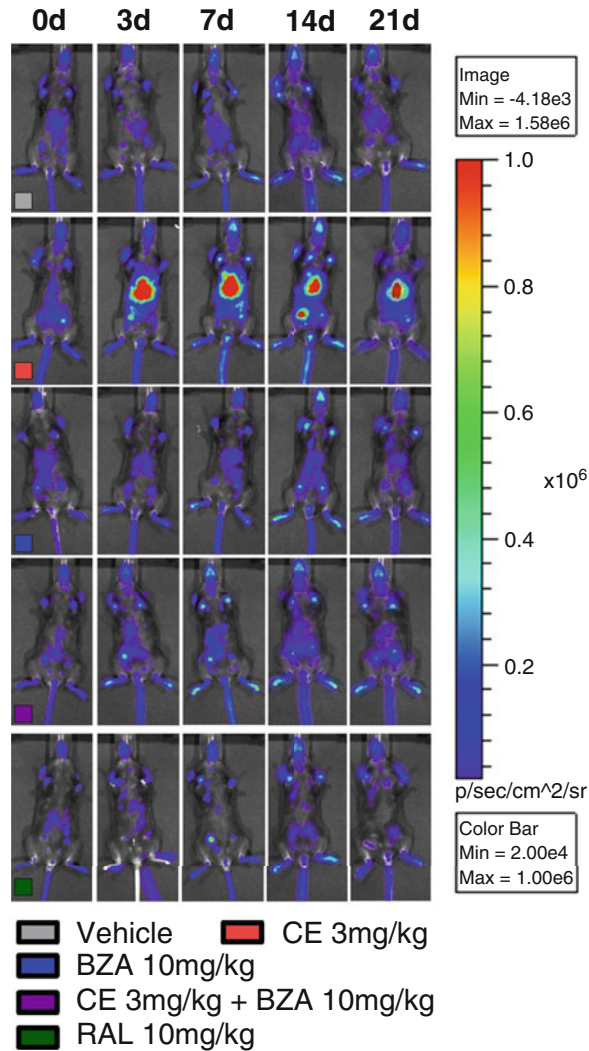 0d 3d 7d 14d 21d
Image
Min = -4.18e3
Max = 1.58e6
1.0
0.8
0.6
x10⁶
0.4
0.2
p/sec/cm^2/sr
Color Bar
Min = 2.00e4
Max = 1.00e6
Vehicle CE 3mg/kg
BZA 10mg/kg
CE 3mg/kg + BZA 10mg/kg
RAL 10mg/kg